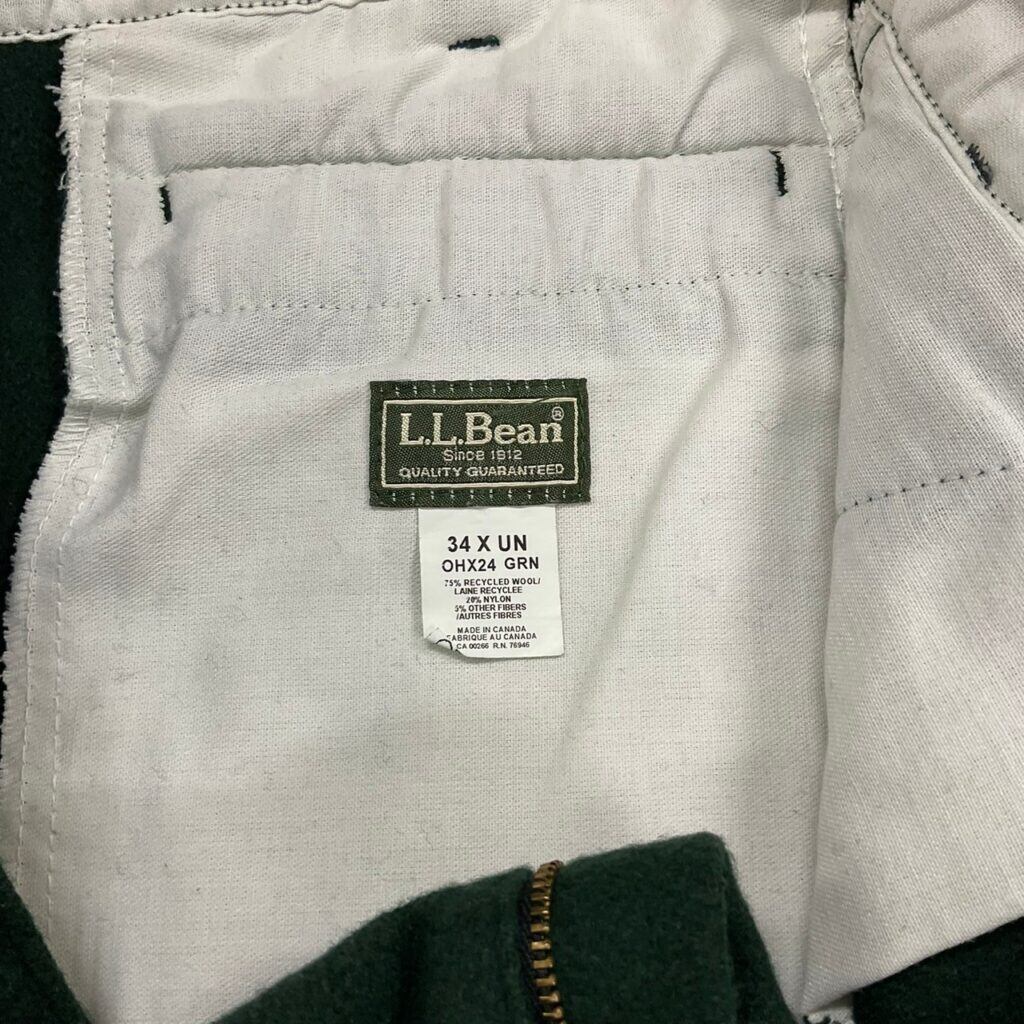 L.L.Bean®
Since 1912
QUALITY GUARANTEED
34 X UN
OHX24 GRN
75% RECYCLED WOOL/
LAINE RECYCLEE
20% NYLON
5% OTHER FIBERS
/AUTRES FIBRES
MADE IN CANADA
FABRIQUE AU CANADA
CA 00266 R.N. 76946